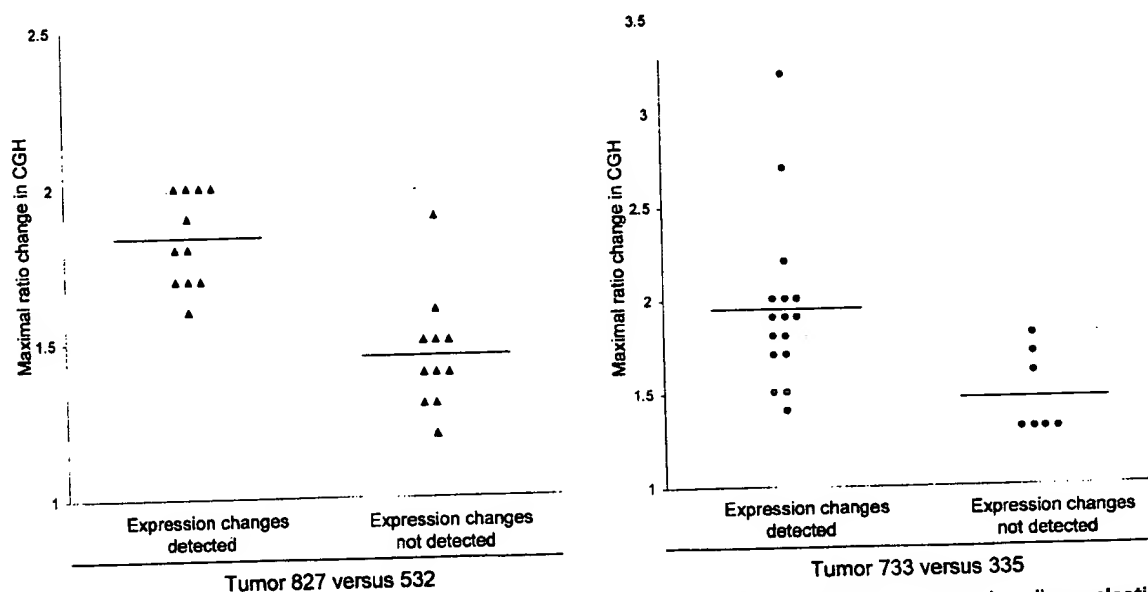 2.5
2
1.5
1
Maximal ratio change in CGH
Expression changes
detected
Expression changes
not detected
Tumor 827 versus 532
3.5
3
2.5
2
1.5
1
Maximal ratio change in CGH
Expression changes
detected
Expression changes
not detected
Tumor 733 versus 335